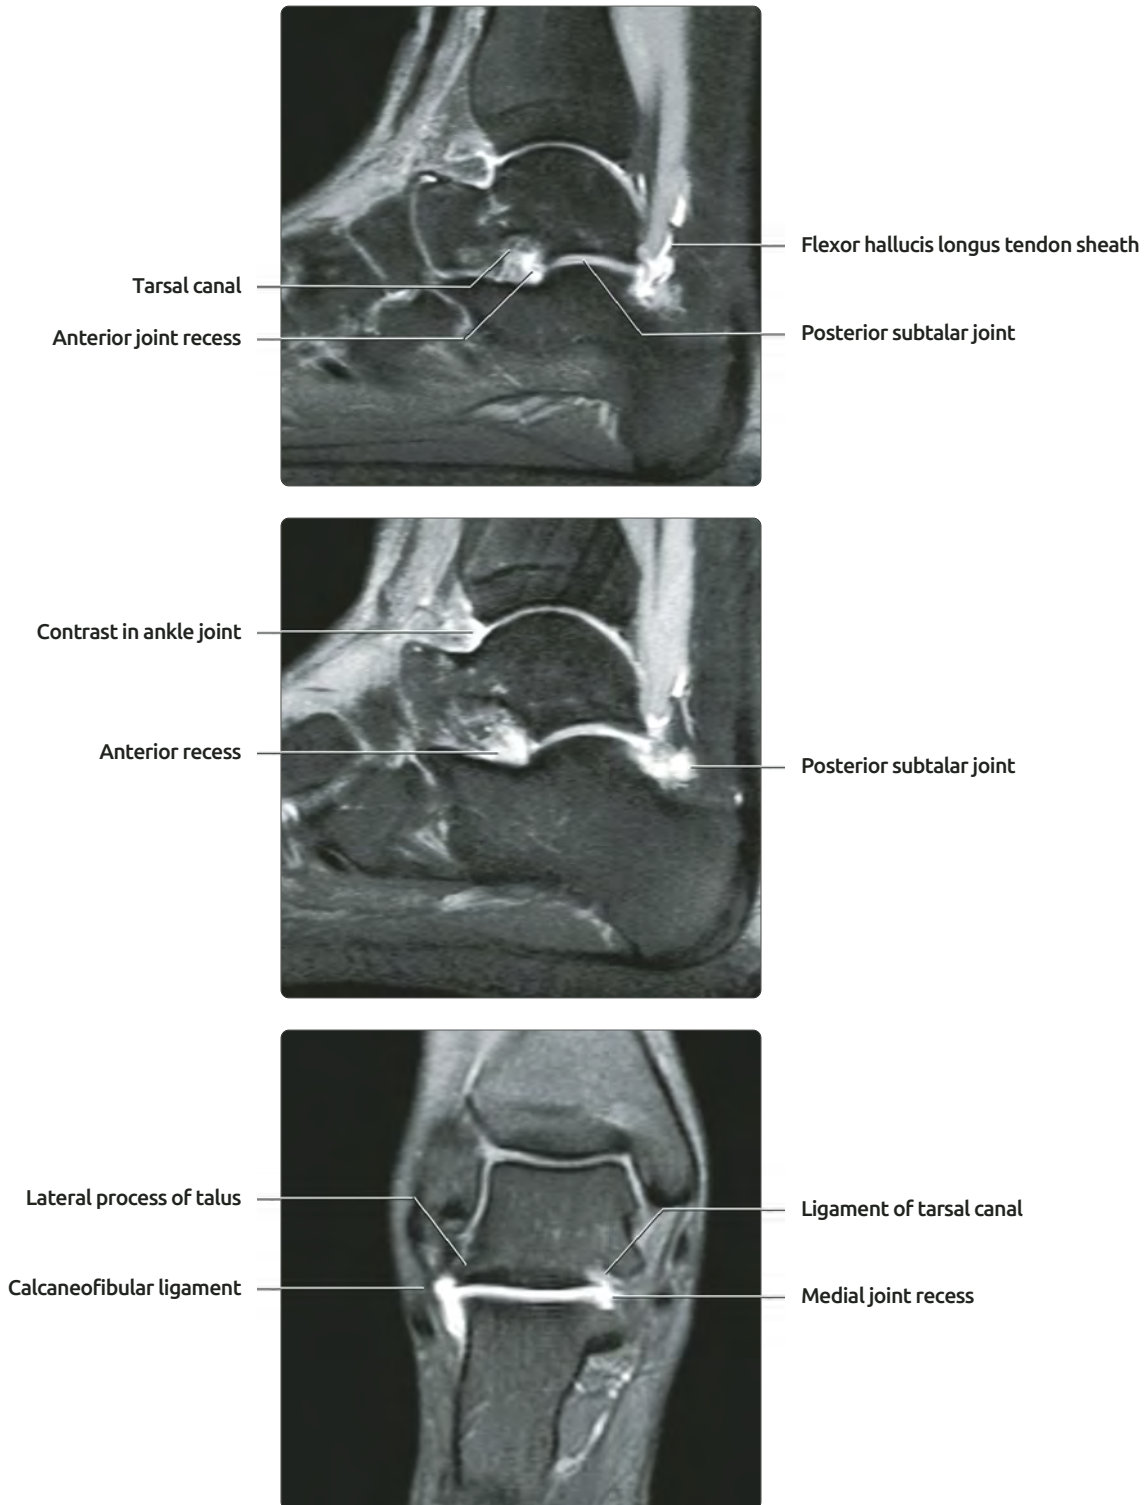 Flexor hallucis longus tendon sheath
Tarsal canal
Anterior joint recess
Posterior subtalar joint
Contrast in ankle joint
Anterior recess
Posterior subtalar joint
Lateral process of talus
Ligament of tarsal canal
Calcaneofibular ligament
Medial joint recess